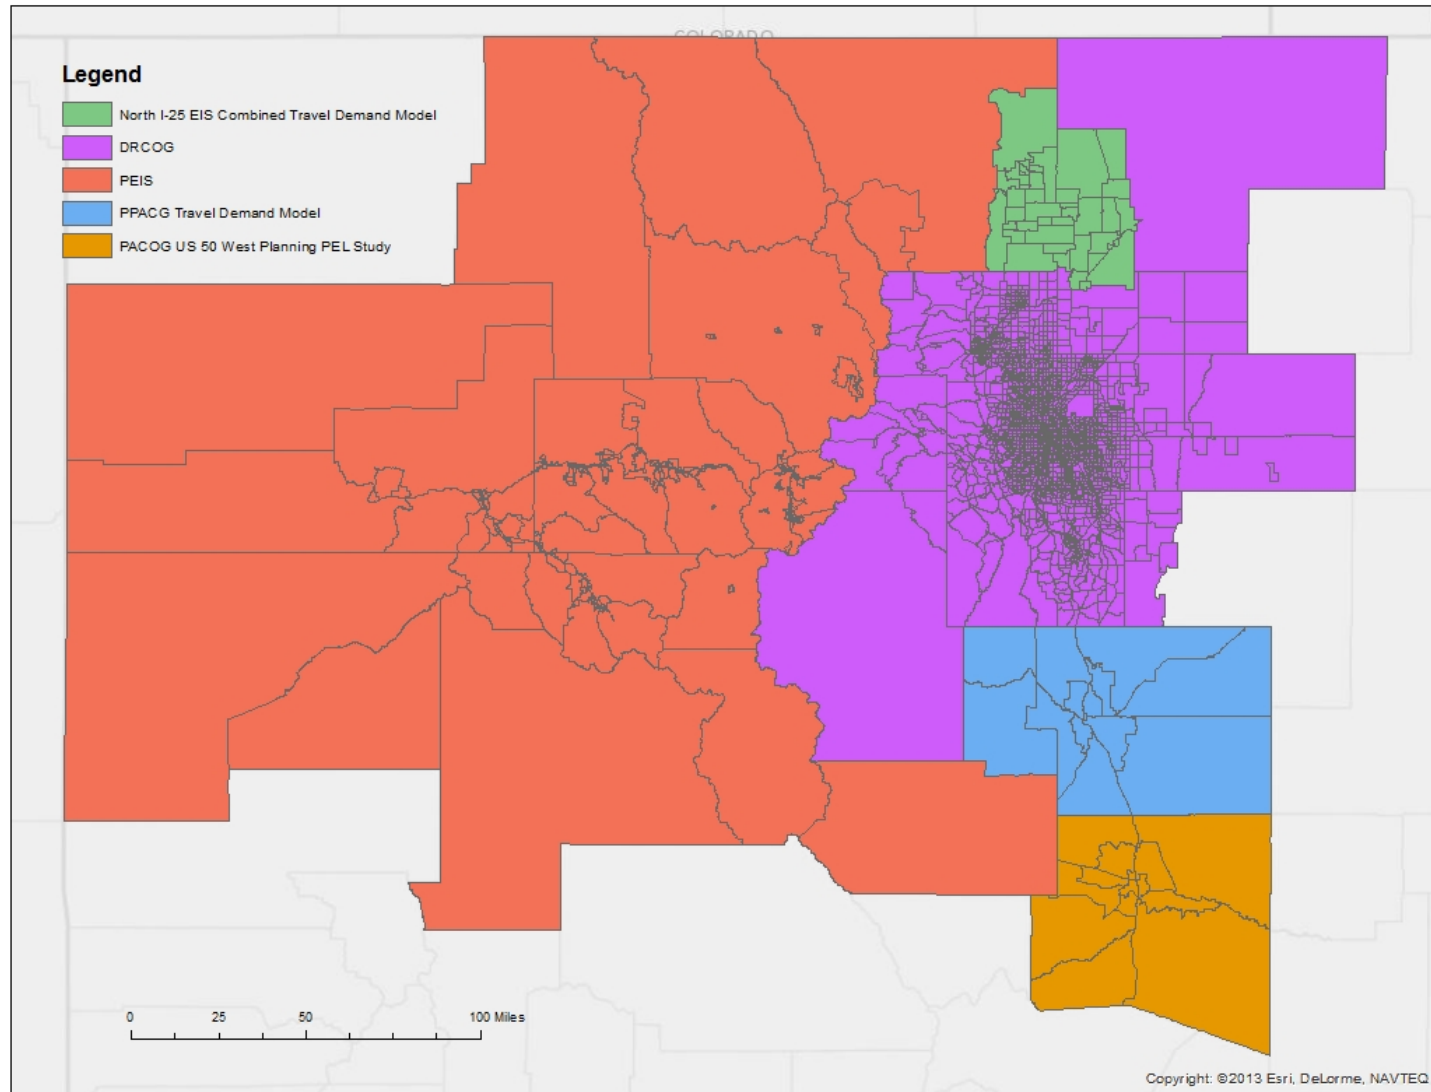 COLORADO
Legend
North I-25 EIS Combined Travel Demand Model
DRCOG
PEIS
PPACG Travel Demand Model
PACOG US 50 West Planning PEL Study
0 25 50 100 Miles
Copyright: ©2013 Esri, DeLorme, NAVTEQ